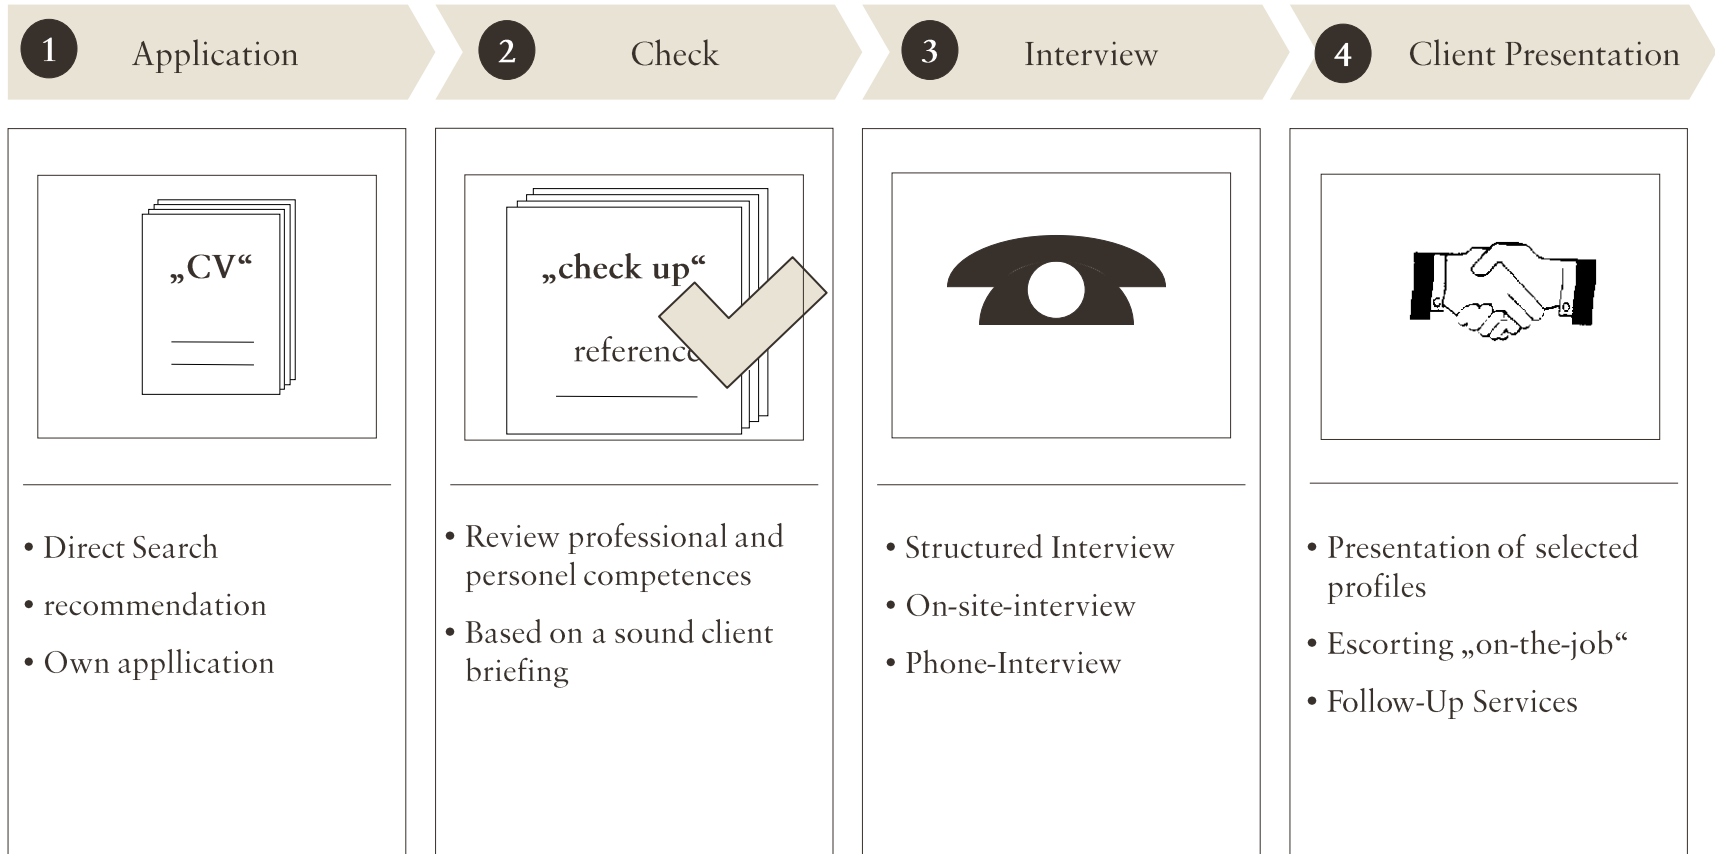 1 Application
2 Check
3 Interview
4 Client Presentation
„CV“
„check up“
reference
• Direct Search
• recommendation
• Own appllication
• Review professional and
personel competences
• Based on a sound client
briefing
• Structured Interview
• On-site-interview
• Phone-Interview
• Presentation of selected
profiles
• Escorting „on-the-job“
• Follow-Up Services